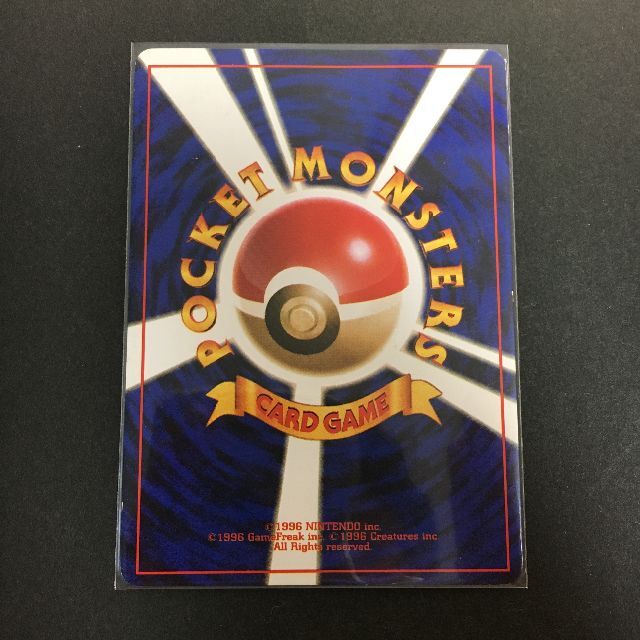 POCKET MONSTERS
CARD GAME
©1996 NINTENDO inc.
©1996 GameFreak inc. ©1996 Creatures inc
All Rights reserved.